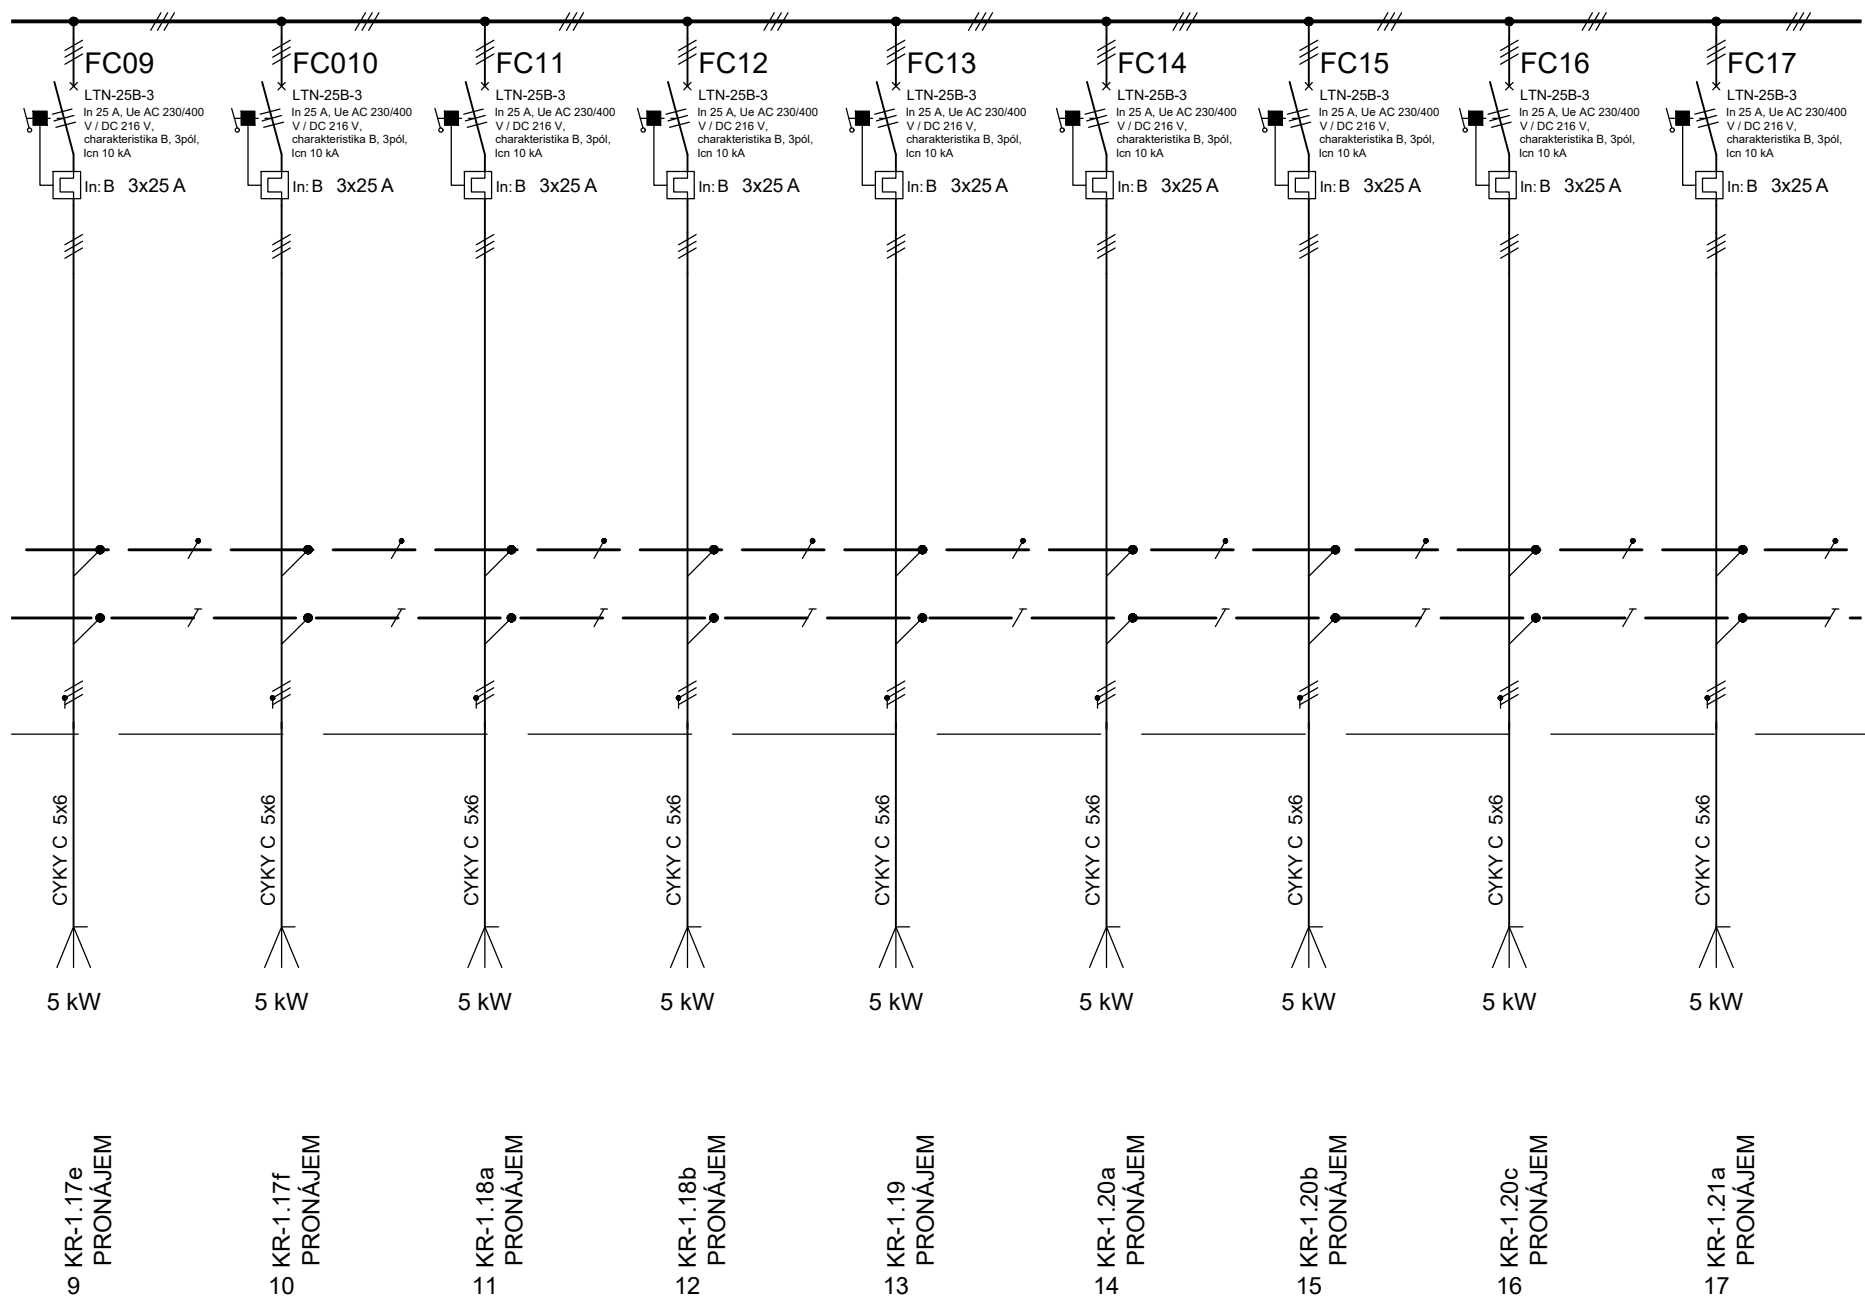 FC09
LTN-25B-3
In 25 A, Ue AC 230/400
V / DC 216 V,
charakteristika B, 3pól,
Icn 10 kA
In: B 3x25 A
CYKY C 5x6
5 kW
KR-1.17e
PRONÁJEM
9
FC010
LTN-25B-3
In 25 A, Ue AC 230/400
V / DC 216 V,
charakteristika B, 3pól,
Icn 10 kA
In: B 3x25 A
CYKY C 5x6
5 kW
KR-1.17f
PRONÁJEM
10
FC11
LTN-25B-3
In 25 A, Ue AC 230/400
V / DC 216 V,
charakteristika B, 3pól,
Icn 10 kA
In: B 3x25 A
CYKY C 5x6
5 kW
KR-1.18a
PRONÁJEM
11
FC12
LTN-25B-3
In 25 A, Ue AC 230/400
V / DC 216 V,
charakteristika B, 3pól,
Icn 10 kA
In: B 3x25 A
CYKY C 5x6
5 kW
KR-1.18b
PRONÁJEM
12
FC13
LTN-25B-3
In 25 A, Ue AC 230/400
V / DC 216 V,
charakteristika B, 3pól,
Icn 10 kA
In: B 3x25 A
CYKY C 5x6
5 kW
KR-1.19
PRONÁJEM
13
FC14
LTN-25B-3
In 25 A, Ue AC 230/400
V / DC 216 V,
charakteristika B, 3pól,
Icn 10 kA
In: B 3x25 A
CYKY C 5x6
5 kW
KR-1.20a
PRONÁJEM
14
FC15
LTN-25B-3
In 25 A, Ue AC 230/400
V / DC 216 V,
charakteristika B, 3pól,
Icn 10 kA
In: B 3x25 A
CYKY C 5x6
5 kW
KR-1.20b
PRONÁJEM
15
FC16
LTN-25B-3
In 25 A, Ue AC 230/400
V / DC 216 V,
charakteristika B, 3pól,
Icn 10 kA
In: B 3x25 A
CYKY C 5x6
5 kW
KR-1.20c
PRONÁJEM
16
FC17
LTN-25B-3
In 25 A, Ue AC 230/400
V / DC 216 V,
charakteristika B, 3pól,
Icn 10 kA
In: B 3x25 A
CYKY C 5x6
5 kW
KR-1.21a
PRONÁJEM
17